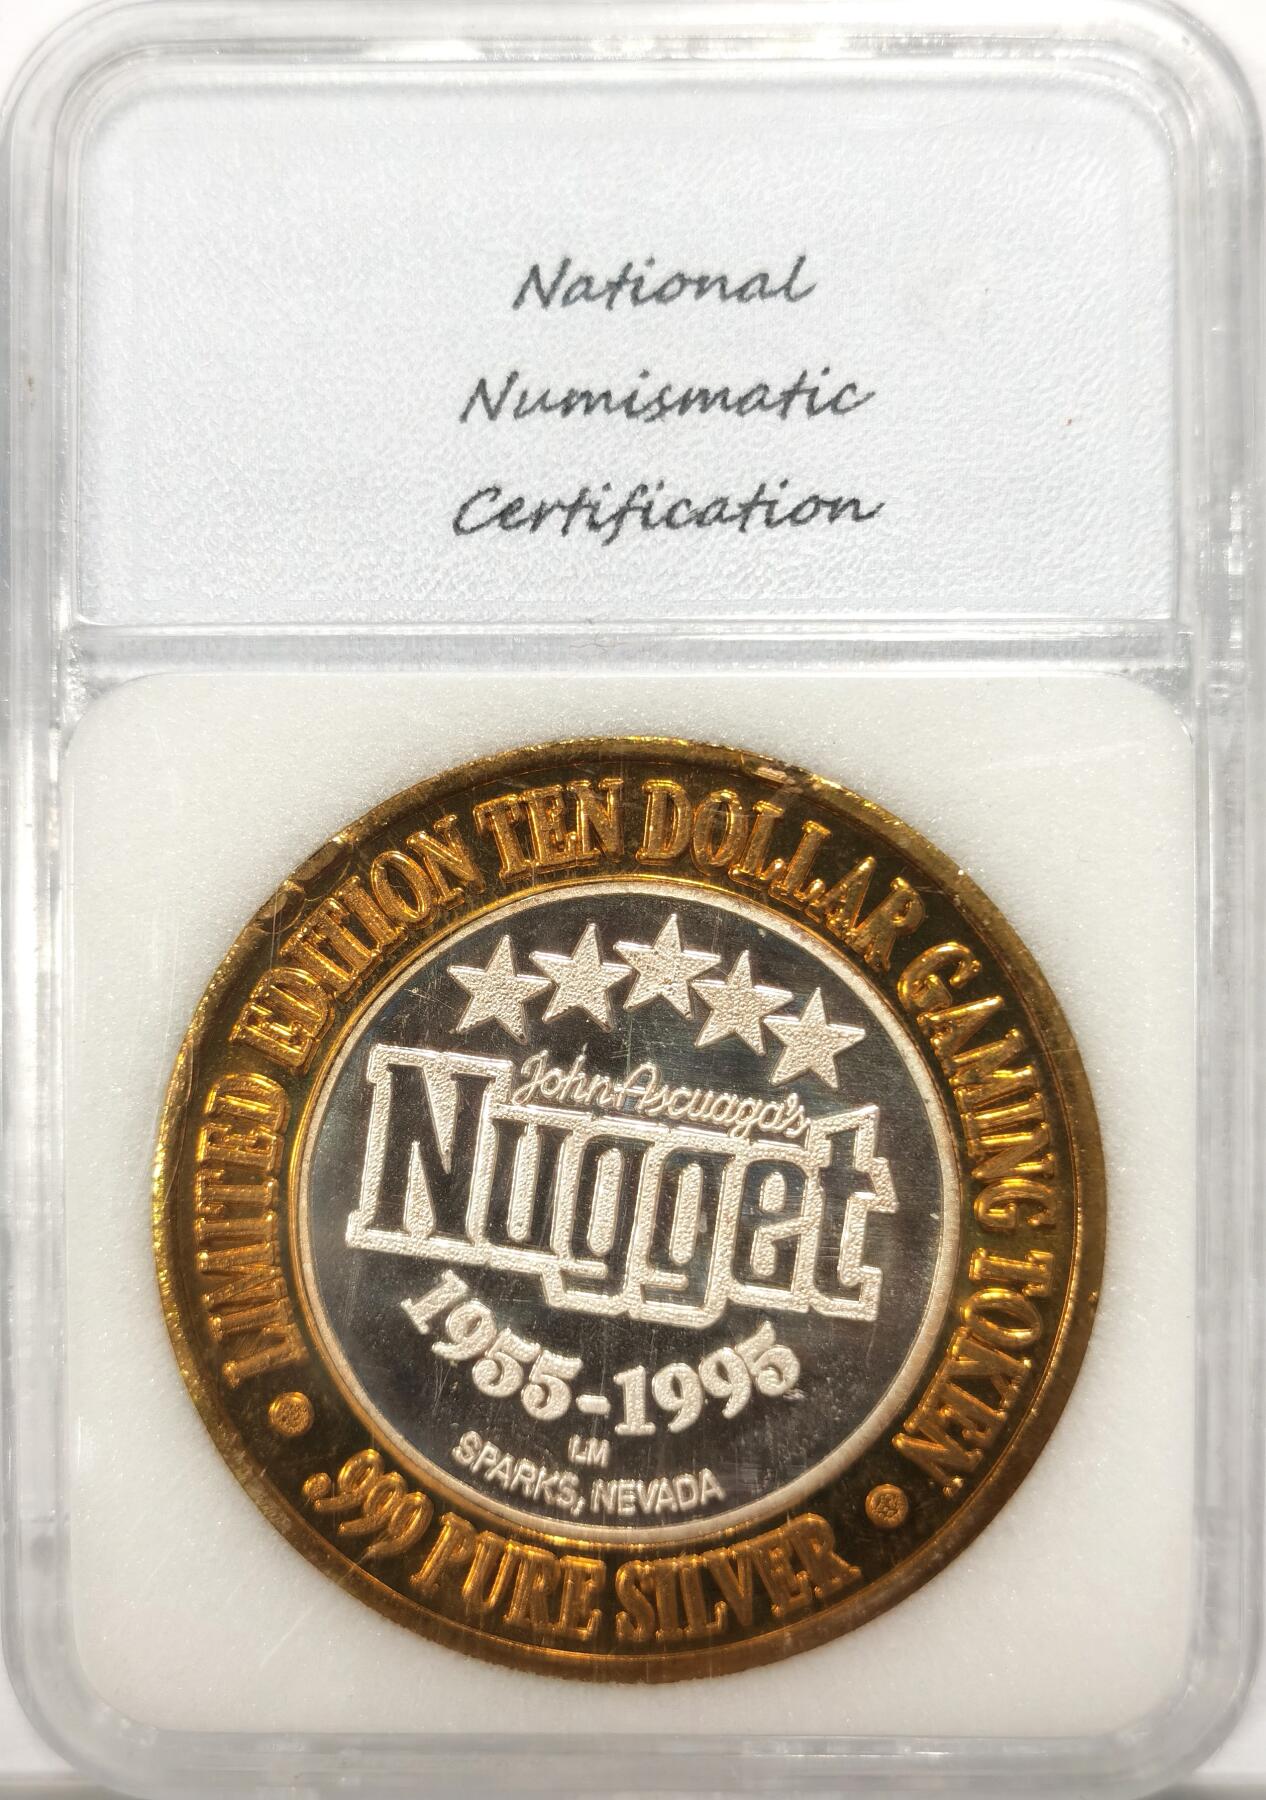 National
Numismatic
Certification
LIMITED EDITION TEN DOLLAR GAMING TOKEN
John Ascuaga's
Nugget
1955-1995
LM
SPARKS, NEVADA
.999 PURE SILVER